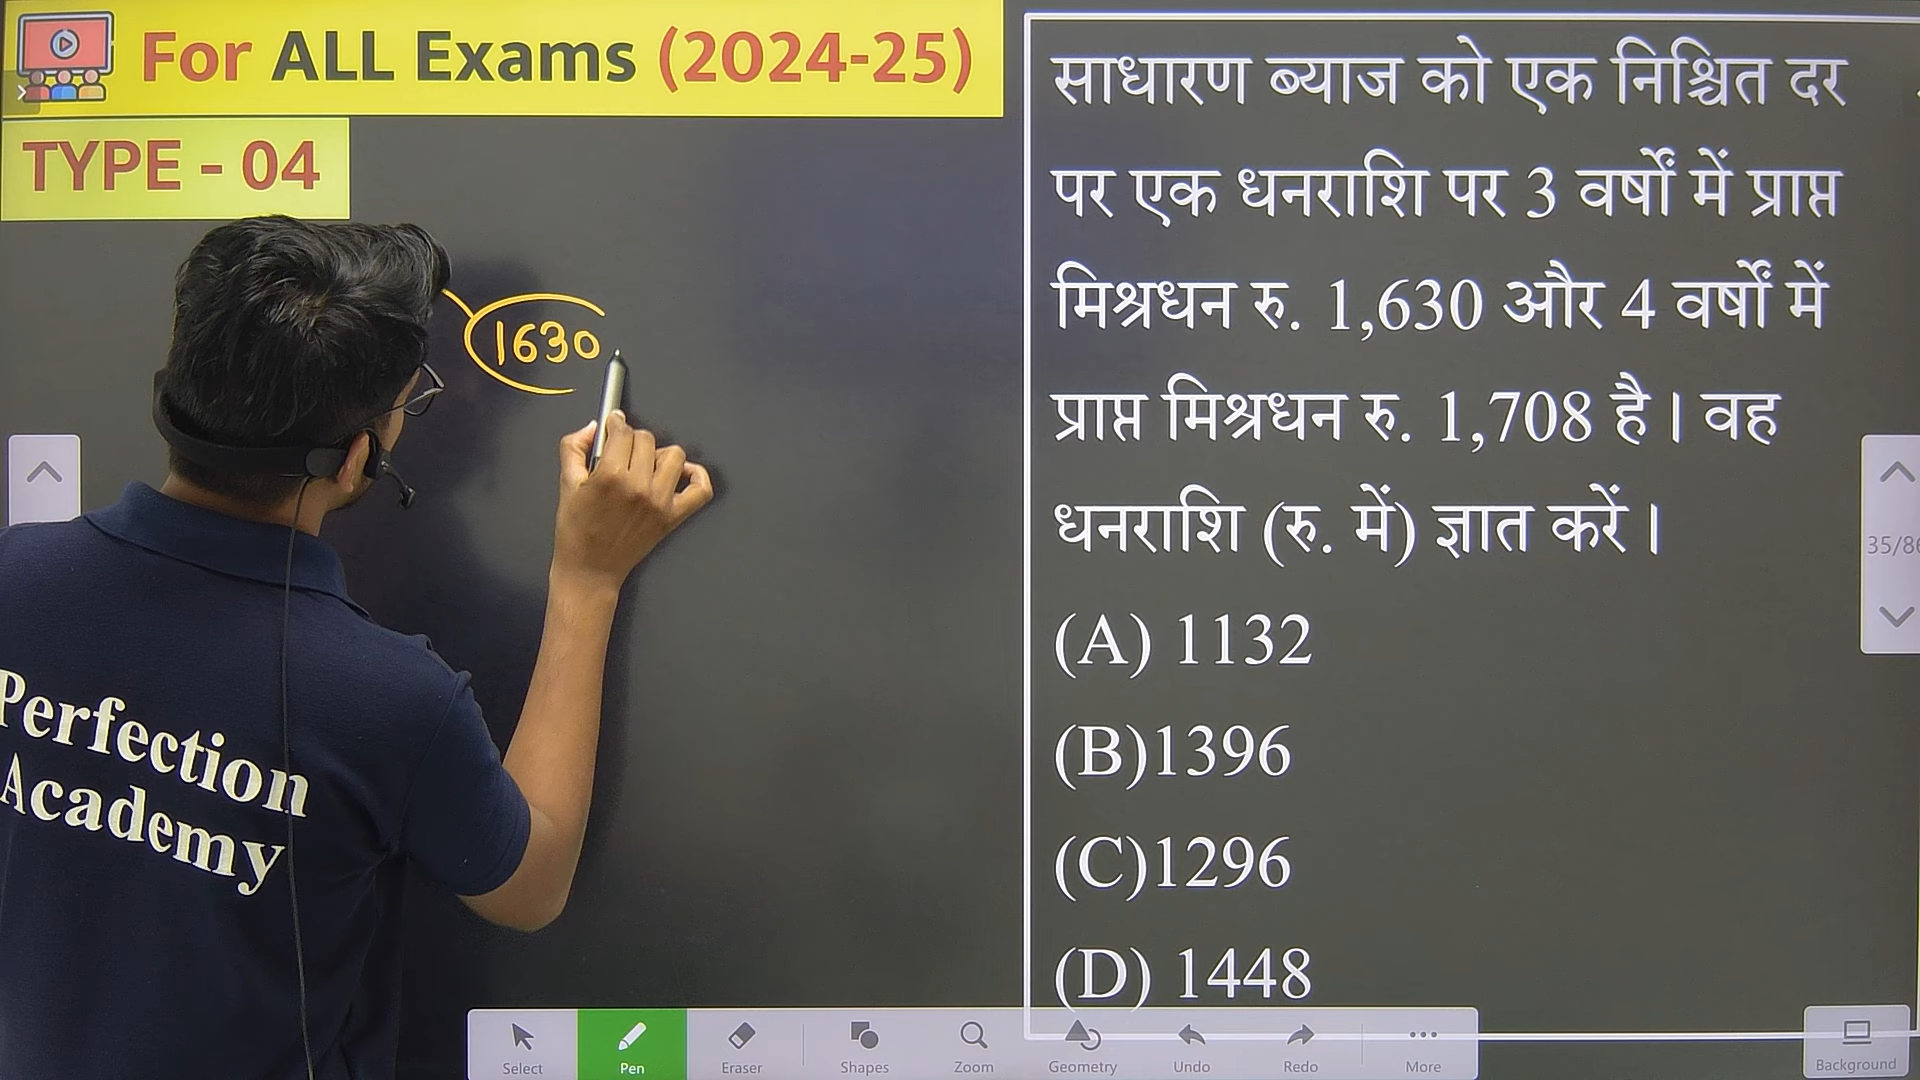 For ALL Exams (2024-25)
TYPE - 04
1630
साधारण ब्याज को एक निश्चित दर
पर एक धनराशि पर 3 वर्षों में प्राप्त
मिश्रधन रु. 1,630 और 4 वर्षों में
प्राप्त मिश्रधन रु. 1,708 है। वह
धनराशि (रु. में) ज्ञात करें।
(A) 1132
(B)1396
(C)1296
(D) 1448
Perfection
Academy
Select
Pen
Eraser
Shapes
Zoom
Geometry
Undo
Redo
More
Background